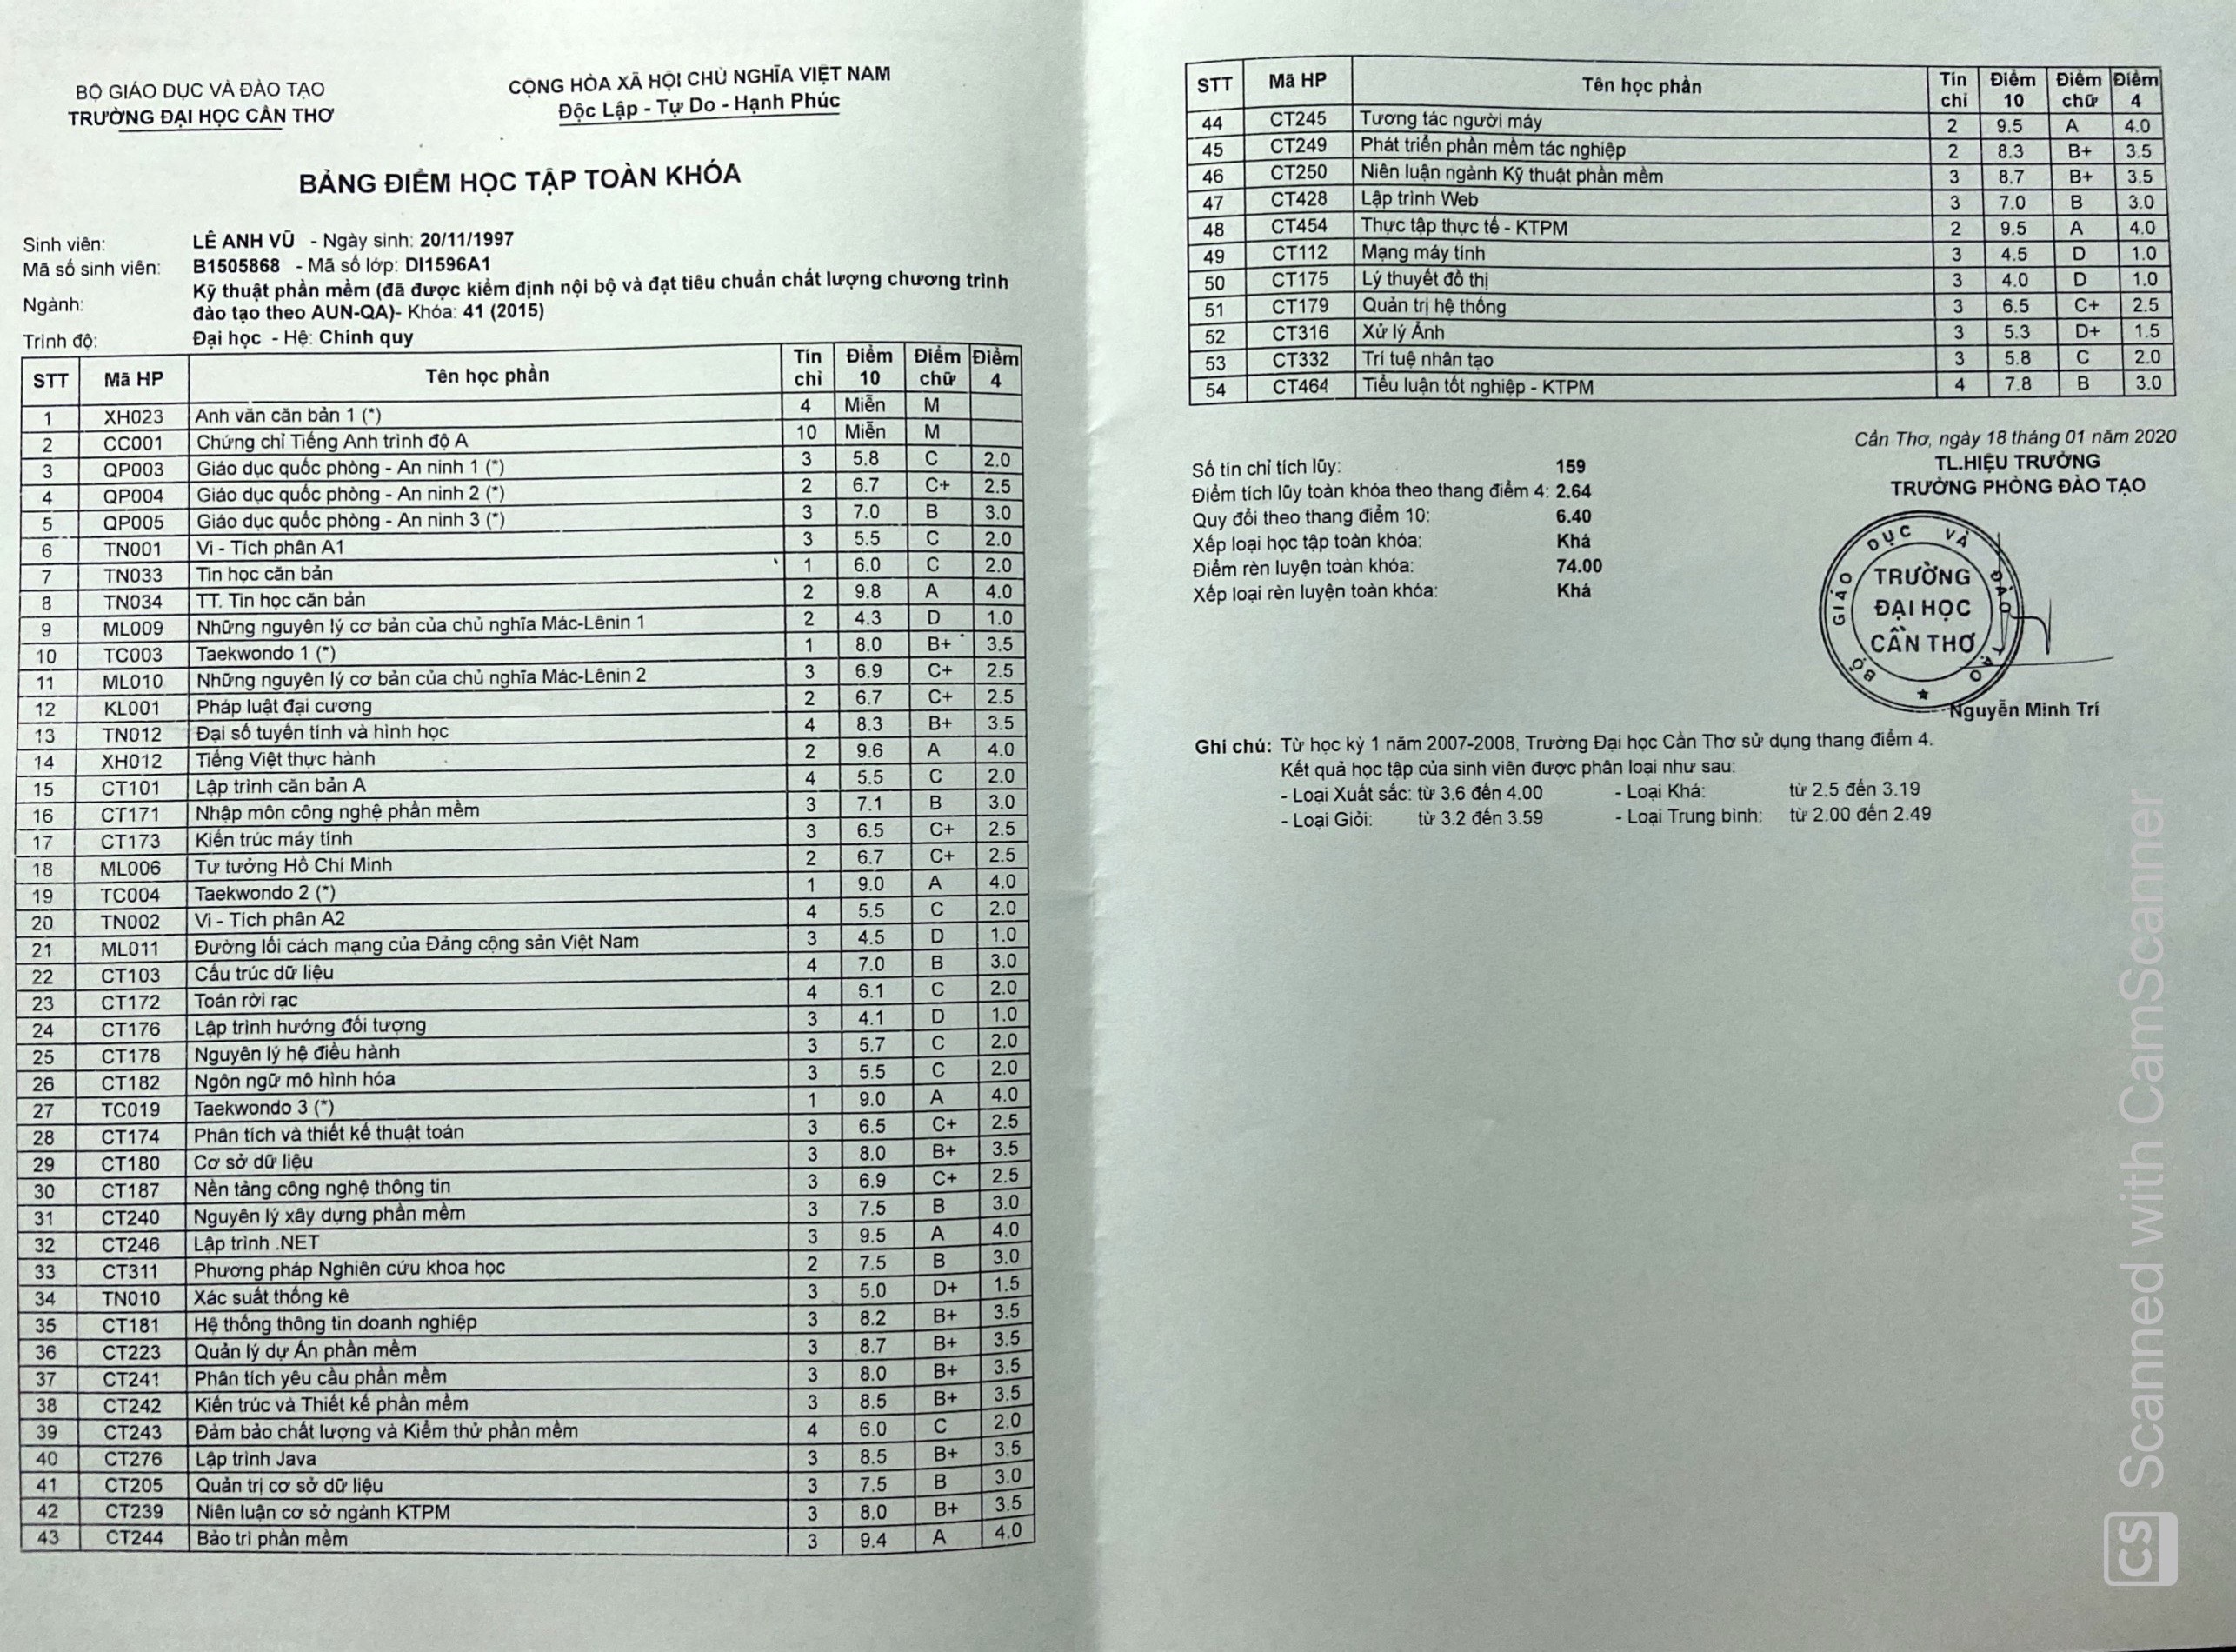 BỘ GIÁO DỤC VÀ ĐÀO TẠO
TRƯỜNG ĐẠI HỌC CẦN THƠ
CỘNG HÒA XÃ HỘI CHỦ NGHĨA VIỆT NAM
Độc Lập - Tự Do - Hạnh Phúc
BẢNG ĐIỂM HỌC TẬP TOÀN KHÓA
Sinh viên: LÊ ANH VŨ - Ngày sinh: 20/11/1997
Mã số sinh viên: B1505868 - Mã số lớp: DI1596A1
Ngành: Kỹ thuật phần mềm (đã được kiểm định nội bộ và đạt tiêu chuẩn chất lượng chương trình
đào tạo theo AUN-QA)- Khóa: 41 (2015)
Trình độ: Đại học - Hệ: Chính quy
STT Mã HP Tên học phần Tín chỉ Điểm 10 Điểm chữ Điểm 4
1 XH023 Anh văn căn bản 1 (*) 4 Miễn M
2 CC001 Chứng chỉ Tiếng Anh trình độ A 10 Miễn M
3 QP003 Giáo dục quốc phòng - An ninh 1 (*) 3 5.8 C 2.0
4 QP004 Giáo dục quốc phòng - An ninh 2 (*) 2 6.7 C+ 2.5
5 QP005 Giáo dục quốc phòng - An ninh 3 (*) 3 7.0 B 3.0
6 TN001 Vi - Tích phân A1 3 5.5 C 2.0
7 TN033 Tin học căn bản 1 6.0 C 2.0
8 TN034 TT. Tin học căn bản 2 9.8 A 4.0
9 ML009 Những nguyên lý cơ bản của chủ nghĩa Mác-Lênin 1 2 4.3 D 1.0
10 TC003 Taekwondo 1 (*) 1 8.0 B+ 3.5
11 ML010 Những nguyên lý cơ bản của chủ nghĩa Mác-Lênin 2 3 6.9 C+ 2.5
12 KL001 Pháp luật đại cương 2 6.7 C+ 2.5
13 TN012 Đại số tuyến tính và hình học 4 8.3 B+ 3.5
14 XH012 Tiếng Việt thực hành 2 9.6 A 4.0
15 CT101 Lập trình căn bản A 4 5.5 C 2.0
16 CT171 Nhập môn công nghệ phần mềm 3 7.1 B 3.0
17 CT173 Kiến trúc máy tính 3 6.5 C+ 2.5
18 ML006 Tư tưởng Hồ Chí Minh 2 6.7 C+ 2.5
19 TC004 Taekwondo 2 (*) 1 9.0 A 4.0
20 TN002 Vi - Tích phân A2 4 5.5 C 2.0
21 ML011 Đường lối cách mạng của Đảng cộng sản Việt Nam 3 4.5 D 1.0
22 CT103 Cấu trúc dữ liệu 4 7.0 B 3.0
23 CT172 Toán rời rạc 4 6.1 C 2.0
24 CT176 Lập trình hướng đối tượng 3 4.1 D 1.0
25 CT178 Nguyên lý hệ điều hành 3 5.7 C 2.0
26 CT182 Ngôn ngữ mô hình hóa 3 5.5 C 2.0
27 TC019 Taekwondo 3 (*) 1 9.0 A 4.0
28 CT174 Phân tích và thiết kế thuật toán 3 6.5 C+ 2.5
29 CT180 Cơ sở dữ liệu 3 8.0 B+ 3.5
30 CT187 Nền tảng công nghệ thông tin 3 6.9 C+ 2.5
31 CT240 Nguyên lý xây dựng phần mềm 3 7.5 B 3.0
32 CT246 Lập trình .NET 3 9.5 A 4.0
33 CT311 Phương pháp Nghiên cứu khoa học 2 7.5 B 3.0
34 TN010 Xác suất thống kê 3 5.0 D+ 1.5
35 CT181 Hệ thống thông tin doanh nghiệp 3 8.2 B+ 3.5
36 CT223 Quản lý dự Án phần mềm 3 8.7 B+ 3.5
37 CT241 Phân tích yêu cầu phần mềm 3 8.0 B+ 3.5
38 CT242 Kiến trúc và Thiết kế phần mềm 3 8.5 B+ 3.5
39 CT243 Đảm bảo chất lượng và Kiểm thử phần mềm 4 6.0 C 2.0
40 CT276 Lập trình Java 3 8.5 B+ 3.5
41 CT205 Quản trị cơ sở dữ liệu 3 7.5 B 3.0
42 CT239 Niên luận cơ sở ngành KTPM 3 8.0 B+ 3.5
43 CT244 Bảo trì phần mềm 3 9.4 A 4.0
STT Mã HP Tên học phần Tín chỉ Điểm 10 Điểm chữ Điểm 4
44 CT245 Tương tác người máy 2 9.5 A 4.0
45 CT249 Phát triển phần mềm tác nghiệp 2 8.3 B+ 3.5
46 CT250 Niên luận ngành Kỹ thuật phần mềm 3 8.7 B+ 3.5
47 CT428 Lập trình Web 3 7.0 B 3.0
48 CT454 Thực tập thực tế - KTPM 2 9.5 A 4.0
49 CT112 Mạng máy tính 3 4.5 D 1.0
50 CT175 Lý thuyết đồ thị 3 4.0 D 1.0
51 CT179 Quản trị hệ thống 3 6.5 C+ 2.5
52 CT316 Xử lý Ảnh 3 5.3 D+ 1.5
53 CT332 Trí tuệ nhân tạo 3 5.8 C 2.0
54 CT464 Tiểu luận tốt nghiệp - KTPM 4 7.8 B 3.0
Số tín chỉ tích lũy: 159
Điểm tích lũy toàn khóa theo thang điểm 4: 2.64
Quy đổi theo thang điểm 10: 6.40
Xếp loại học tập toàn khóa: Khá
Điểm rèn luyện toàn khóa: 74.00
Xếp loại rèn luyện toàn khóa: Khá
Cần Thơ, ngày 18 tháng 01 năm 2020
TL.HIỆU TRƯỞNG
TRƯỞNG PHÒNG ĐÀO TẠO
BỘ GIÁO DỤC VÀ ĐÀO TẠO
TRƯỜNG
ĐẠI HỌC
CẦN THƠ
Nguyễn Minh Trí
Ghi chú: Từ học kỳ 1 năm 2007-2008, Trường Đại học Cần Thơ sử dụng thang điểm 4.
Kết quả học tập của sinh viên được phân loại như sau:
- Loại Xuất sắc: từ 3.6 đến 4.00 - Loại Khá: từ 2.5 đến 3.19
- Loại Giỏi: từ 3.2 đến 3.59 - Loại Trung bình: từ 2.00 đến 2.49
CS Scanned with CamScanner